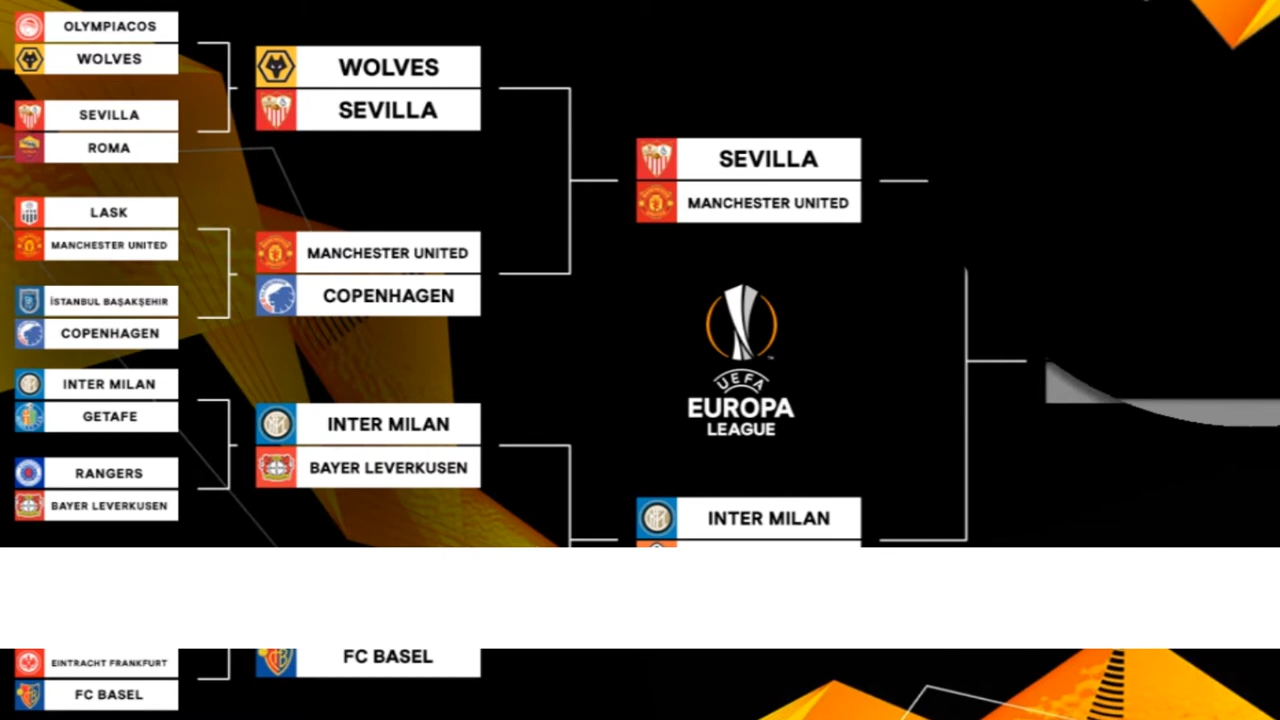 OLYMPIACOS
WOLVES
SEVILLA
ROMA
LASK
MANCHESTER UNITED
İSTANBUL BAŞAKŞEHIR
COPENHAGEN
INTER MILAN
GETAFE
RANGERS
BAYER LEVERKUSEN
EINTRACHT FRANKFURT
FC BASEL
WOLVES
SEVILLA
MANCHESTER UNITED
COPENHAGEN
INTER MILAN
BAYER LEVERKUSEN
FC BASEL
SEVILLA
MANCHESTER UNITED
UEFA
EUROPA
LEAGUE
INTER MILAN